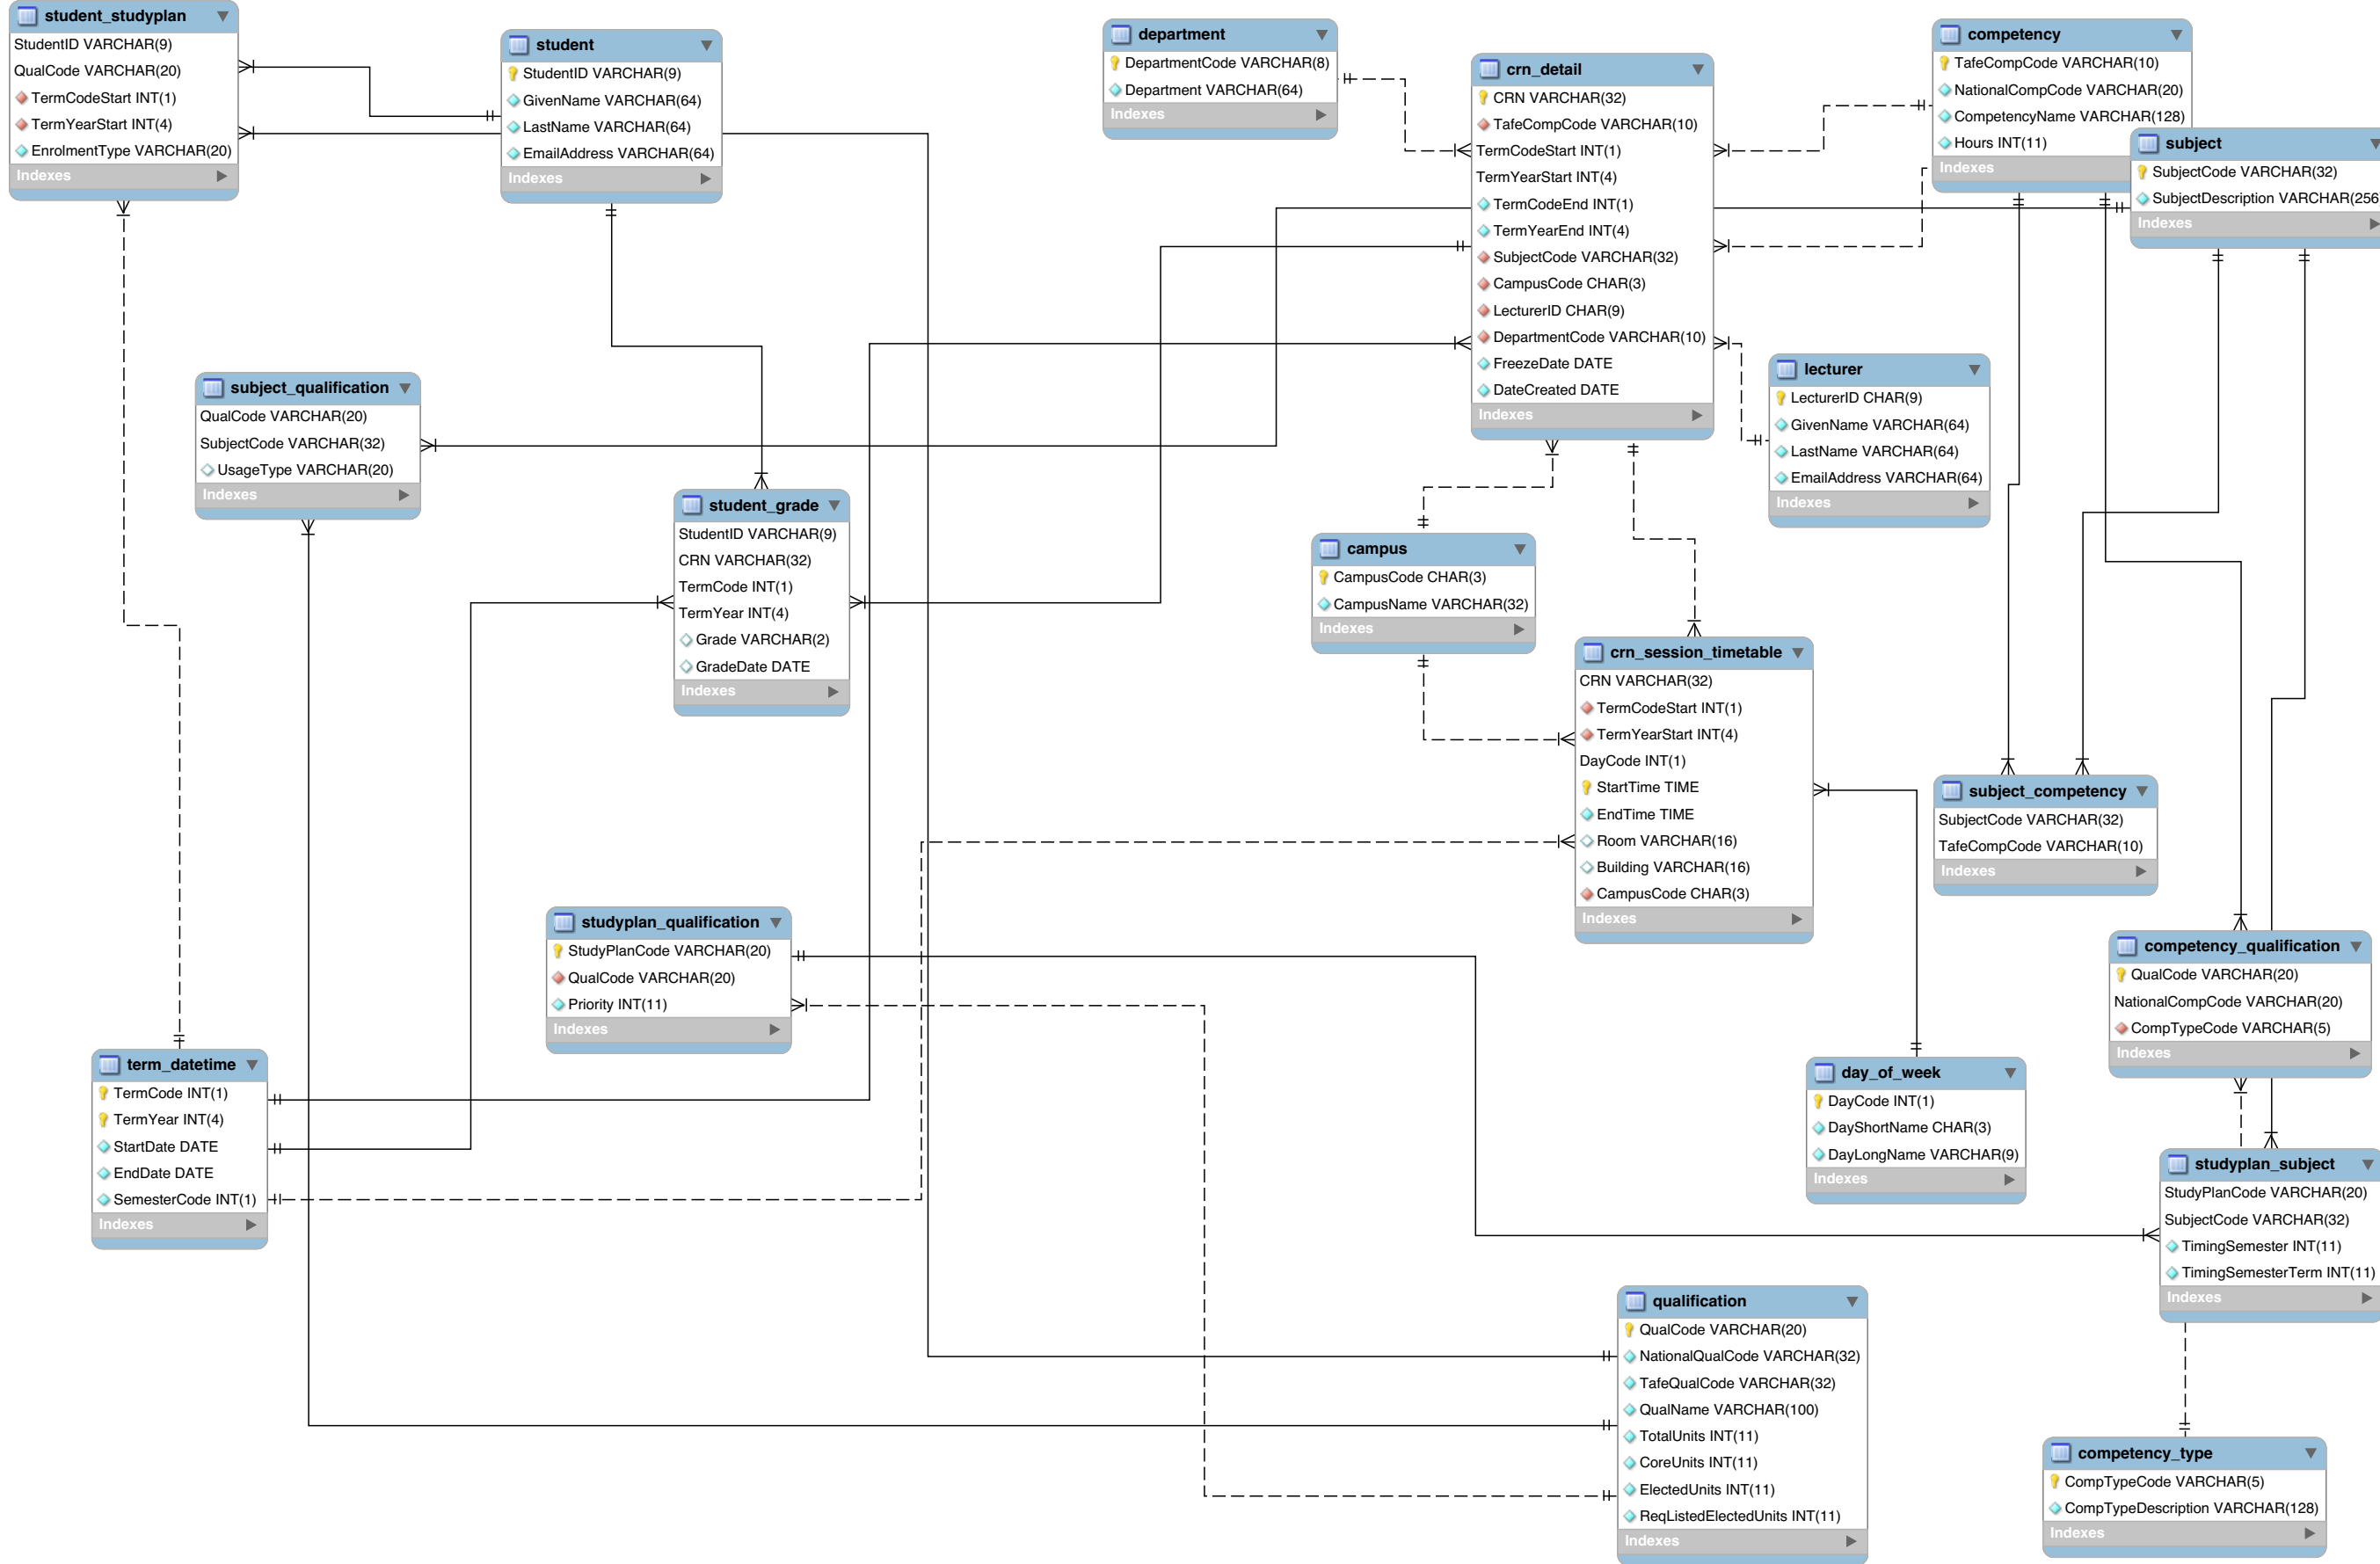 student_studyplan
StudentID VARCHAR(9)
QualCode VARCHAR(20)
TermCodeStart INT(1)
TermYearStart INT(4)
EnrolmentType VARCHAR(20)
Indexes
student
StudentID VARCHAR(9)
GivenName VARCHAR(64)
LastName VARCHAR(64)
EmailAddress VARCHAR(64)
Indexes
department
DepartmentCode VARCHAR(8)
Department VARCHAR(64)
Indexes
crn_detail
CRN VARCHAR(32)
TafeCompCode VARCHAR(10)
TermCodeStart INT(1)
TermYearStart INT(4)
TermCodeEnd INT(1)
TermYearEnd INT(4)
SubjectCode VARCHAR(32)
CampusCode CHAR(3)
LecturerID CHAR(9)
DepartmentCode VARCHAR(10)
FreezeDate DATE
DateCreated DATE
Indexes
competency
TafeCompCode VARCHAR(10)
NationalCompCode VARCHAR(20)
CompetencyName VARCHAR(128)
Hours INT(11)
Indexes
subject
SubjectCode VARCHAR(32)
SubjectDescription VARCHAR(256
Indexes
subject_qualification
QualCode VARCHAR(20)
SubjectCode VARCHAR(32)
UsageType VARCHAR(20)
Indexes
lecturer
LecturerID CHAR(9)
GivenName VARCHAR(64)
LastName VARCHAR(64)
EmailAddress VARCHAR(64)
Indexes
student_grade
StudentID VARCHAR(9)
CRN VARCHAR(32)
TermCode INT(1)
TermYear INT(4)
Grade VARCHAR(2)
GradeDate DATE
Indexes
campus
CampusCode CHAR(3)
CampusName VARCHAR(32)
Indexes
crn_session_timetable
CRN VARCHAR(32)
TermCodeStart INT(1)
TermYearStart INT(4)
DayCode INT(1)
StartTime TIME
EndTime TIME
Room VARCHAR(16)
Building VARCHAR(16)
CampusCode CHAR(3)
Indexes
subject_competency
SubjectCode VARCHAR(32)
TafeCompCode VARCHAR(10)
Indexes
studyplan_qualification
StudyPlanCode VARCHAR(20)
QualCode VARCHAR(20)
Priority INT(11)
Indexes
competency_qualification
QualCode VARCHAR(20)
NationalCompCode VARCHAR(20)
CompTypeCode VARCHAR(5)
Indexes
term_datetime
TermCode INT(1)
TermYear INT(4)
StartDate DATE
EndDate DATE
SemesterCode INT(1)
Indexes
day_of_week
DayCode INT(1)
DayShortName CHAR(3)
DayLongName VARCHAR(9)
Indexes
studyplan_subject
StudyPlanCode VARCHAR(20)
SubjectCode VARCHAR(32)
TimingSemester INT(11)
TimingSemesterTerm INT(11)
Indexes
qualification
QualCode VARCHAR(20)
NationalQualCode VARCHAR(32)
TafeQualCode VARCHAR(32)
QualName VARCHAR(100)
TotalUnits INT(11)
CoreUnits INT(11)
ElectedUnits INT(11)
ReqListedElectedUnits INT(11)
Indexes
competency_type
CompTypeCode VARCHAR(5)
CompTypeDescription VARCHAR(128)
Indexes